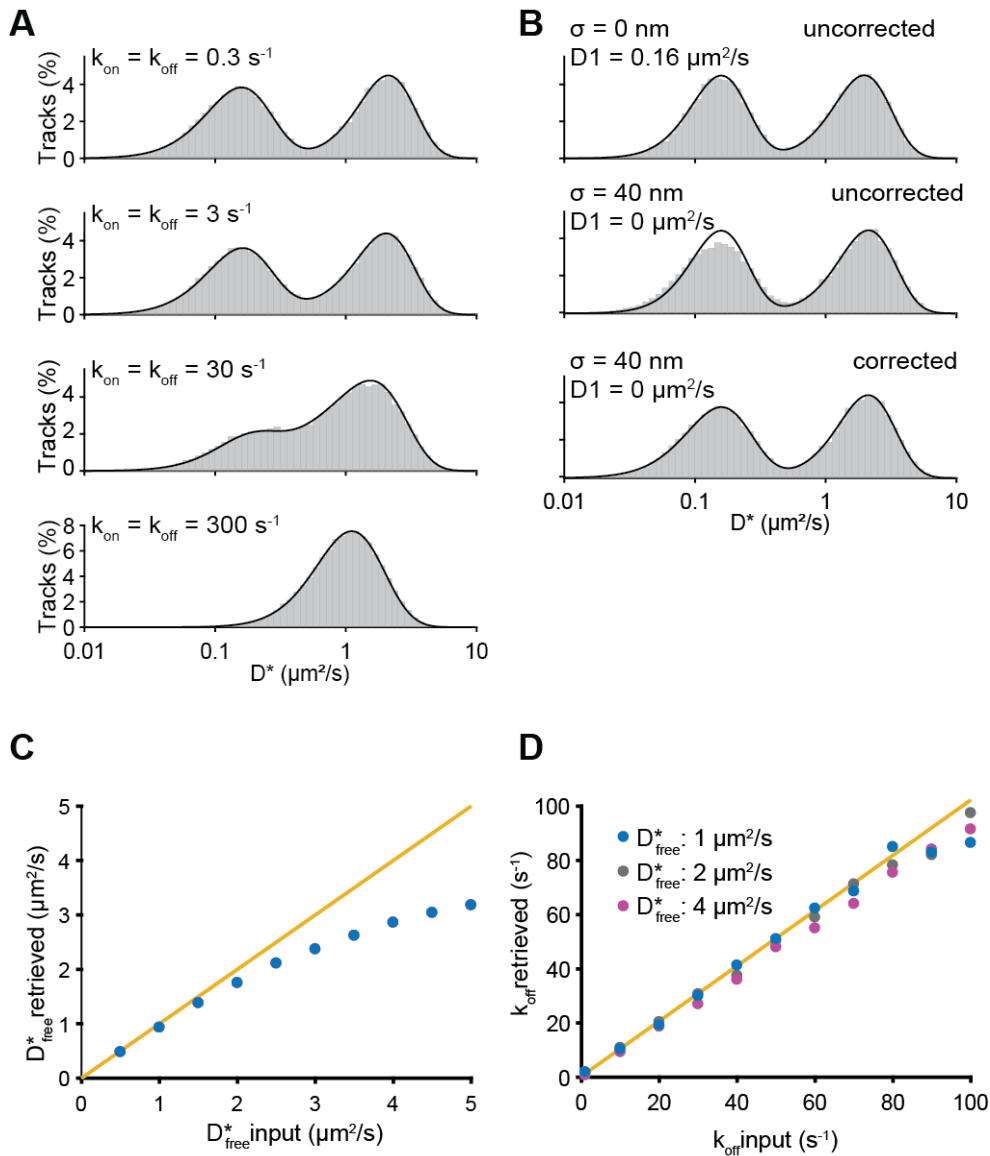 A
k_on = k_off = 0.3 s⁻¹
Tracks (%)
4
2
0
k_on = k_off = 3 s⁻¹
Tracks (%)
4
2
0
k_on = k_off = 30 s⁻¹
Tracks (%)
4
2
0
k_on = k_off = 300 s⁻¹
Tracks (%)
8
6
4
2
0
0.01 0.1 1 10
D* (µm²/s)
B
σ = 0 nm uncorrected
D1 = 0.16 µm²/s
σ = 40 nm uncorrected
D1 = 0 µm²/s
σ = 40 nm corrected
D1 = 0 µm²/s
0.01 0.1 1 10
D* (µm²/s)
C
D*free retrieved (µm²/s)
5
4
3
2
1
0
0 1 2 3 4 5
D*free input (µm²/s)
D
k_off retrieved (s⁻¹)
100
80
60
40
20
0
D*free: 1 µm²/s
D*free: 2 µm²/s
D*free: 4 µm²/s
0 20 40 60 80 100
k_off input (s⁻¹)